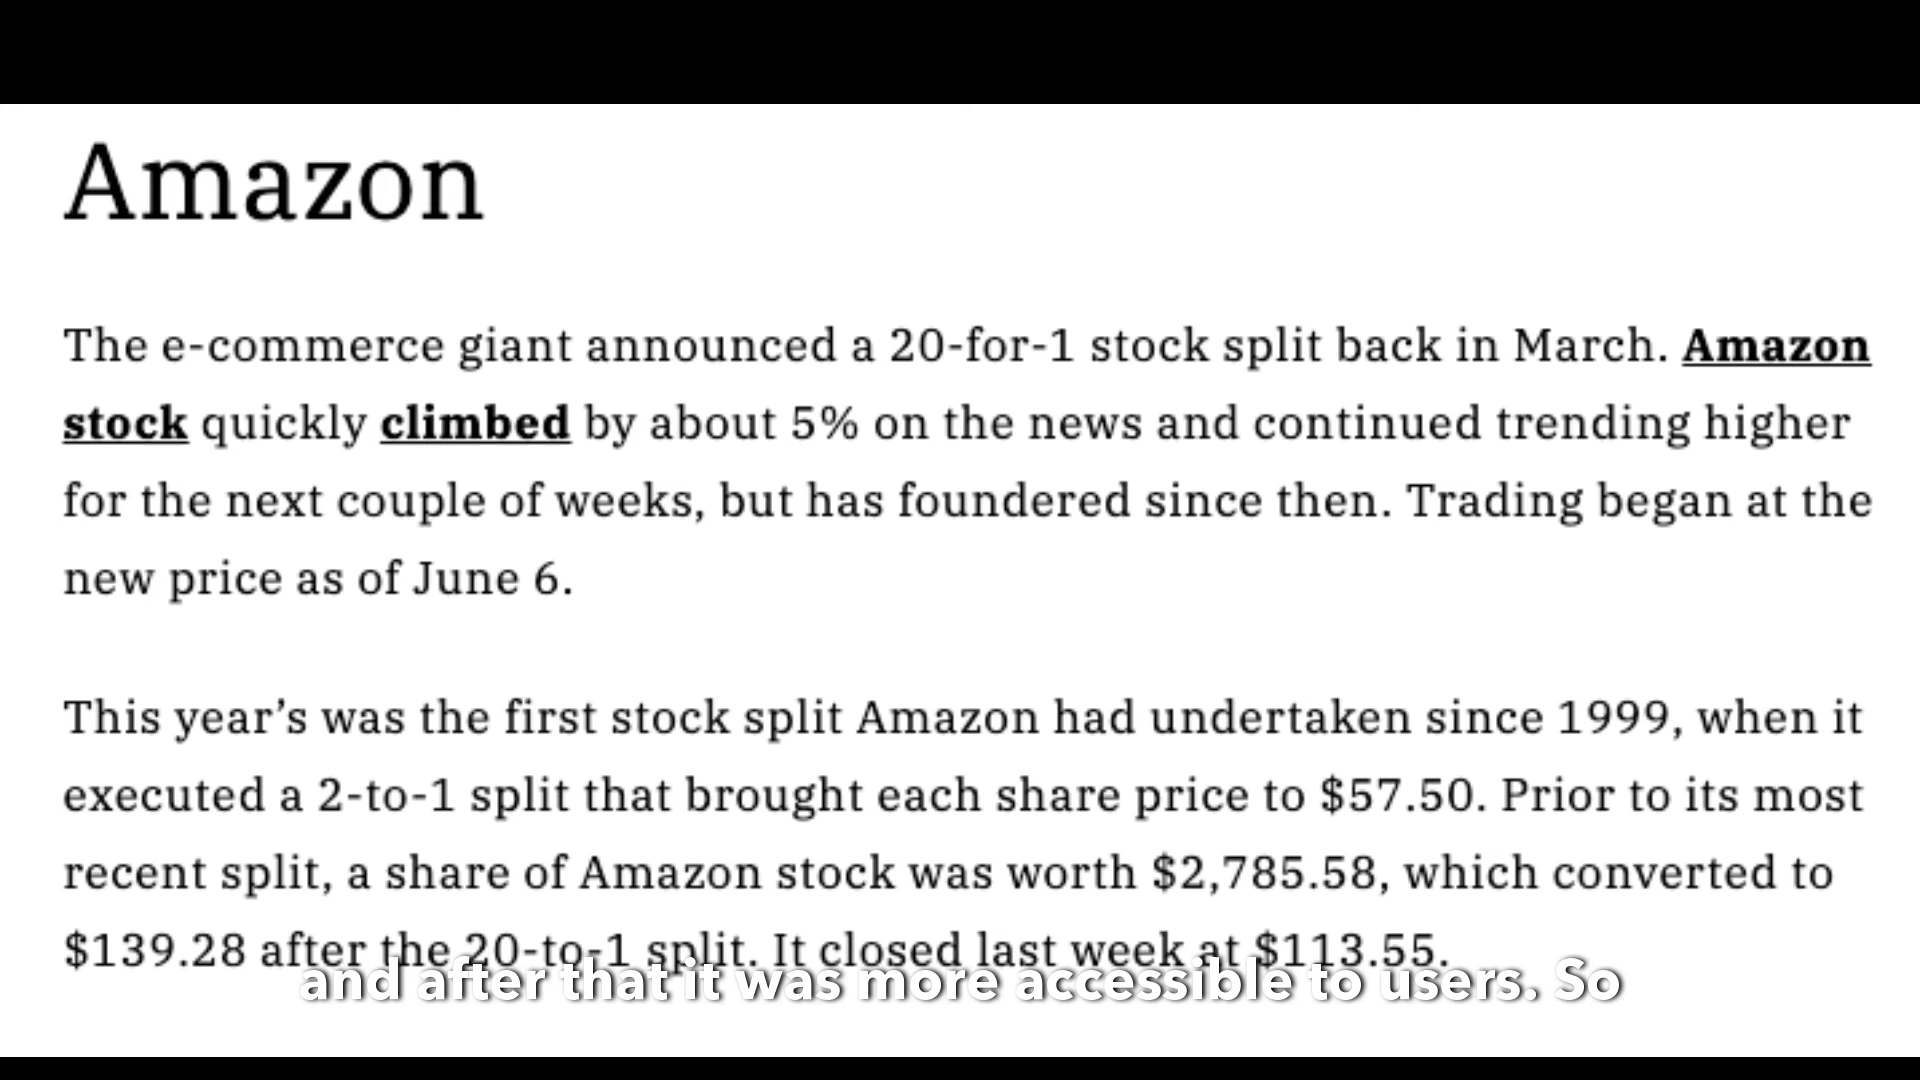 Amazon
The e-commerce giant announced a 20-for-1 stock split back in March. Amazon
stock quickly climbed by about 5% on the news and continued trending higher
for the next couple of weeks, but has foundered since then. Trading began at the
new price as of June 6.
This year’s was the first stock split Amazon had undertaken since 1999, when it
executed a 2-to-1 split that brought each share price to $57.50. Prior to its most
recent split, a share of Amazon stock was worth $2,785.58, which converted to
$139.28 after the 20-to-1 split. It closed last week at $113.55.
and after that it was more accessible to users. So